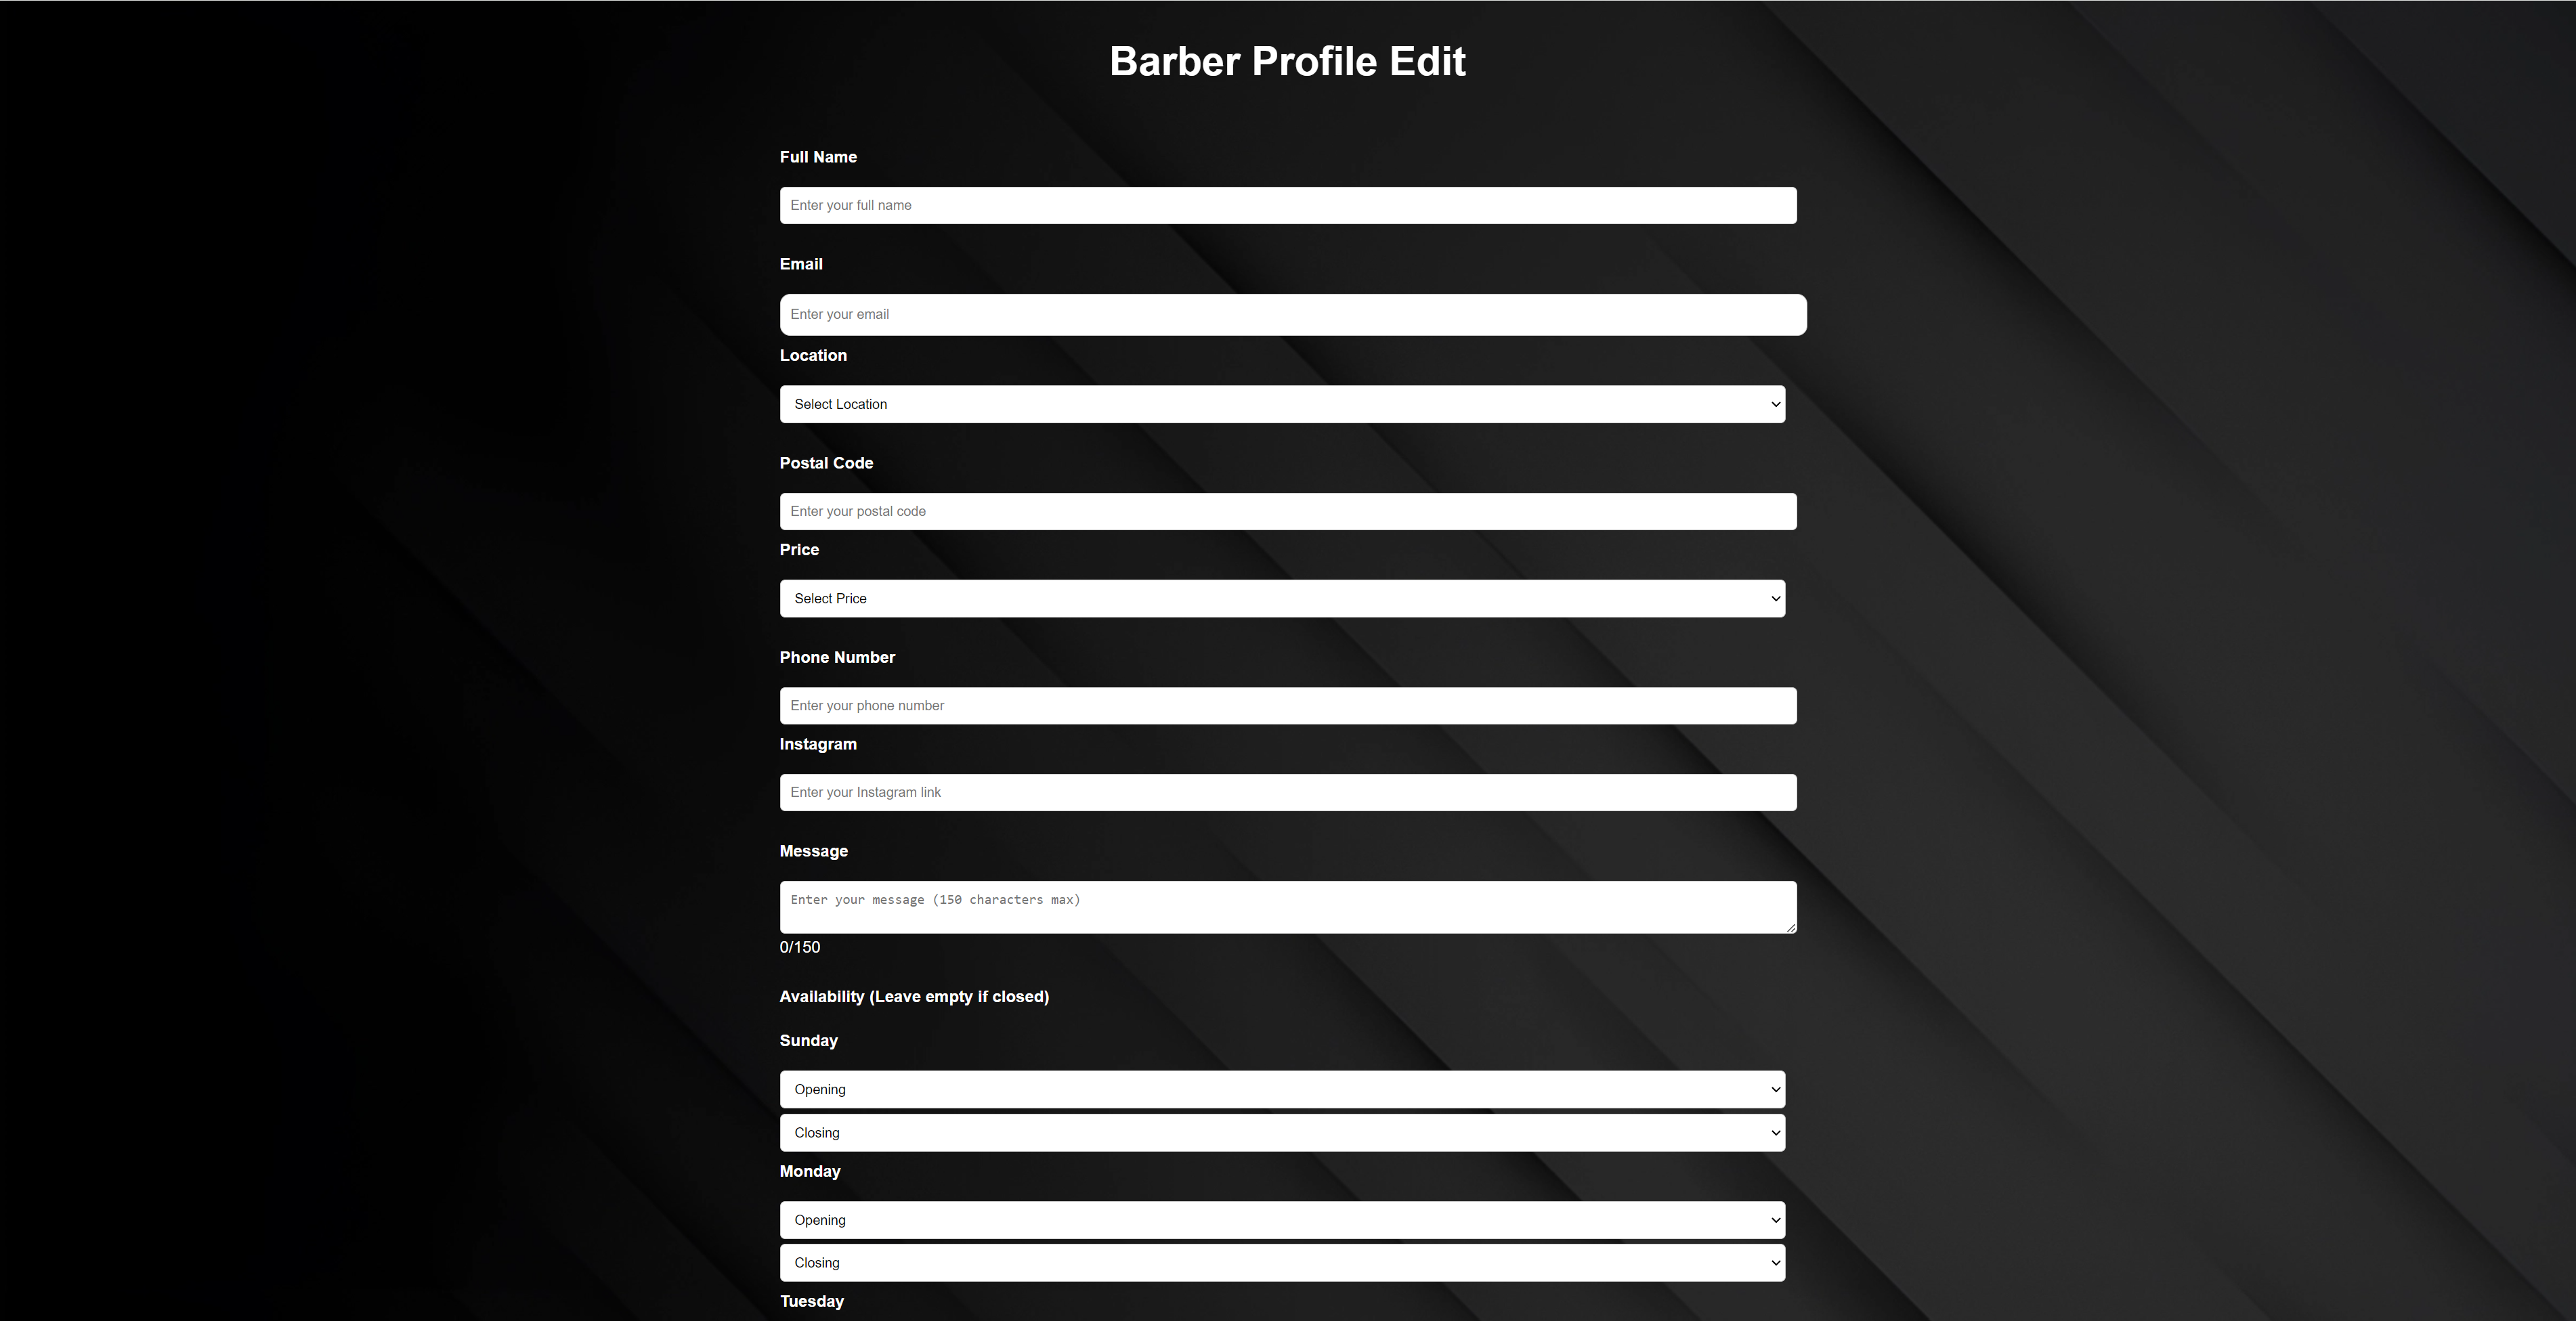 Barber Profile Edit
Full Name
Enter your full name
Email
Enter your email
Location
Select Location
Postal Code
Enter your postal code
Price
Select Price
Phone Number
Enter your phone number
Instagram
Enter your Instagram link
Message
Enter your message (150 characters max)
0/150
Availability (Leave empty if closed)
Sunday
Opening
Closing
Monday
Opening
Closing
Tuesday